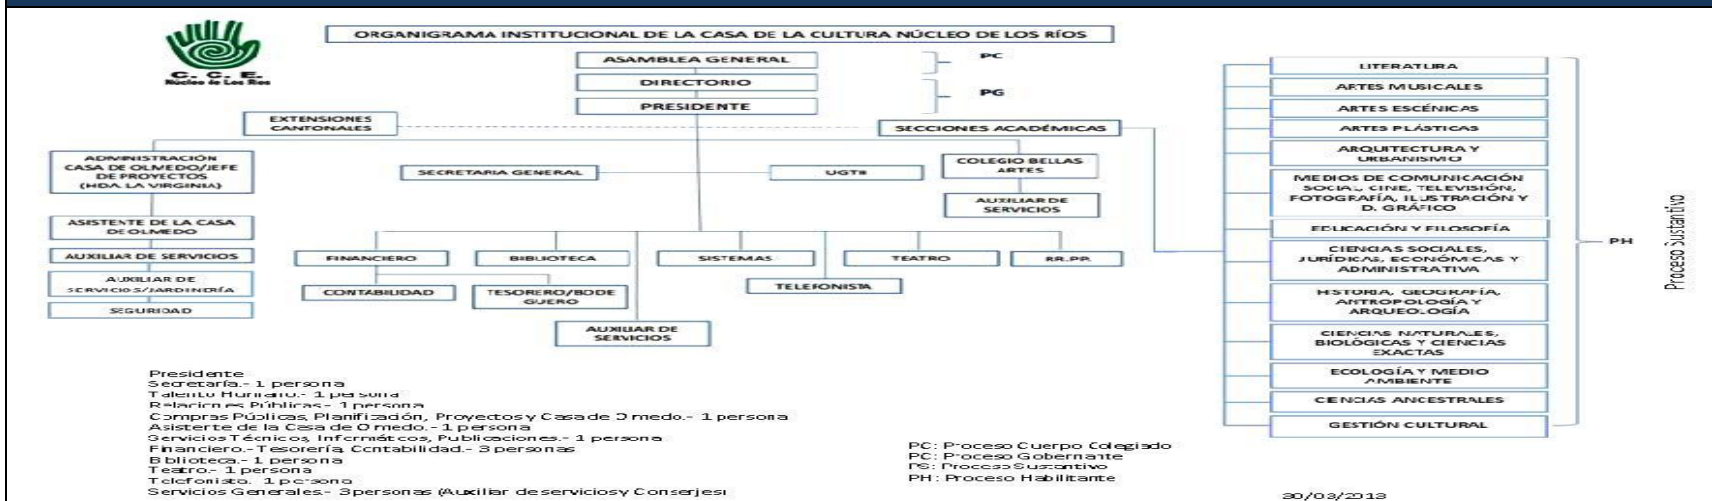 C. C. E.
Núcleo de Los Ríos
ORGANIGRAMA INSTITUCIONAL DE LA CASA DE LA CULTURA NÚCLEO DE LOS RÍOS
ASAMBLEA GENERAL
PC
DIRECTORIO
PG
PRESIDENTE
EXTENSIONES
CANTONALES
SECCIONES ACADÉMICAS
ADMINISTRACIÓN
CASA DE OLMEDO/JEFE
DE PROYECTOS
(HDA. LA VIRGINIA)
SECRETARIA GENERAL
UGTH
COLEGIO BELLAS
ARTES
AUXILIAR DE
SERVICIOS
ASISTENTE DE LA CASA
DE OLMEDO
AUXILIAR DE SERVICIOS
AUXILIAR DE
SERVICIOS/JARDINERÍA
SEGURIDAD
FINANCIERO
BIBLIOTECA
SISTEMAS
TEATRO
RR.PP.
CONTABILIDAD
TESORERO/BODE
GUERO
TELEFONISTA
AUXILIAR DE
SERVICIOS
LITERATURA
ARTES MUSICALES
ARTES ESCÉNICAS
ARTES PLÁSTICAS
ARQUITECTURA Y
URBANISMO
MEDIOS DE COMUNICACIÓN
SOCIAL, CINE, TELEVISIÓN,
FOTOGRAFÍA, ILUSTRACIÓN Y
D. GRÁFICO
EDUCACIÓN Y FILOSOFÍA
CIENCIAS SOCIALES,
JURÍDICAS, ECONÓMICAS Y
ADMINISTRATIVA
HISTORIA, GEOGRAFÍA,
ANTROPOLOGÍA Y
ARQUEOLOGÍA
CIENCIAS NATURALES,
BIOLÓGICAS Y CIENCIAS
EXACTAS
ECOLOGÍA Y MEDIO
AMBIENTE
CIENCIAS ANCESTRALES
GESTIÓN CULTURAL
PH
Proceso Sustantivo
Presidente
Secretaría.- 1 persona
Talento Humano.- 1 persona
Relaciones Públicas.- 1 persona
Compras Públicas, Planifización, Proyectos y Casa de Olmedo.- 1 persona
Asistente de la Casa de Olmedo.- 1 persona
Servicios Técnicos, Informáticos, Publicaciones.- 1 persona
Financiero.- Tesorería, Contabilidad.- 3 personas
Biblioteca.- 1 persona
Teatro.- 1 persona
Telefonista.- 1 persona
Servicios Generales.- 3 personas (Auxiliar de servicios y Conserjes)
PC: Proceso Cuerpo Colegiado
PC: Proceso Gobernante
PS: Proceso Sustantivo
PH: Proceso Habilitante
30/03/2013